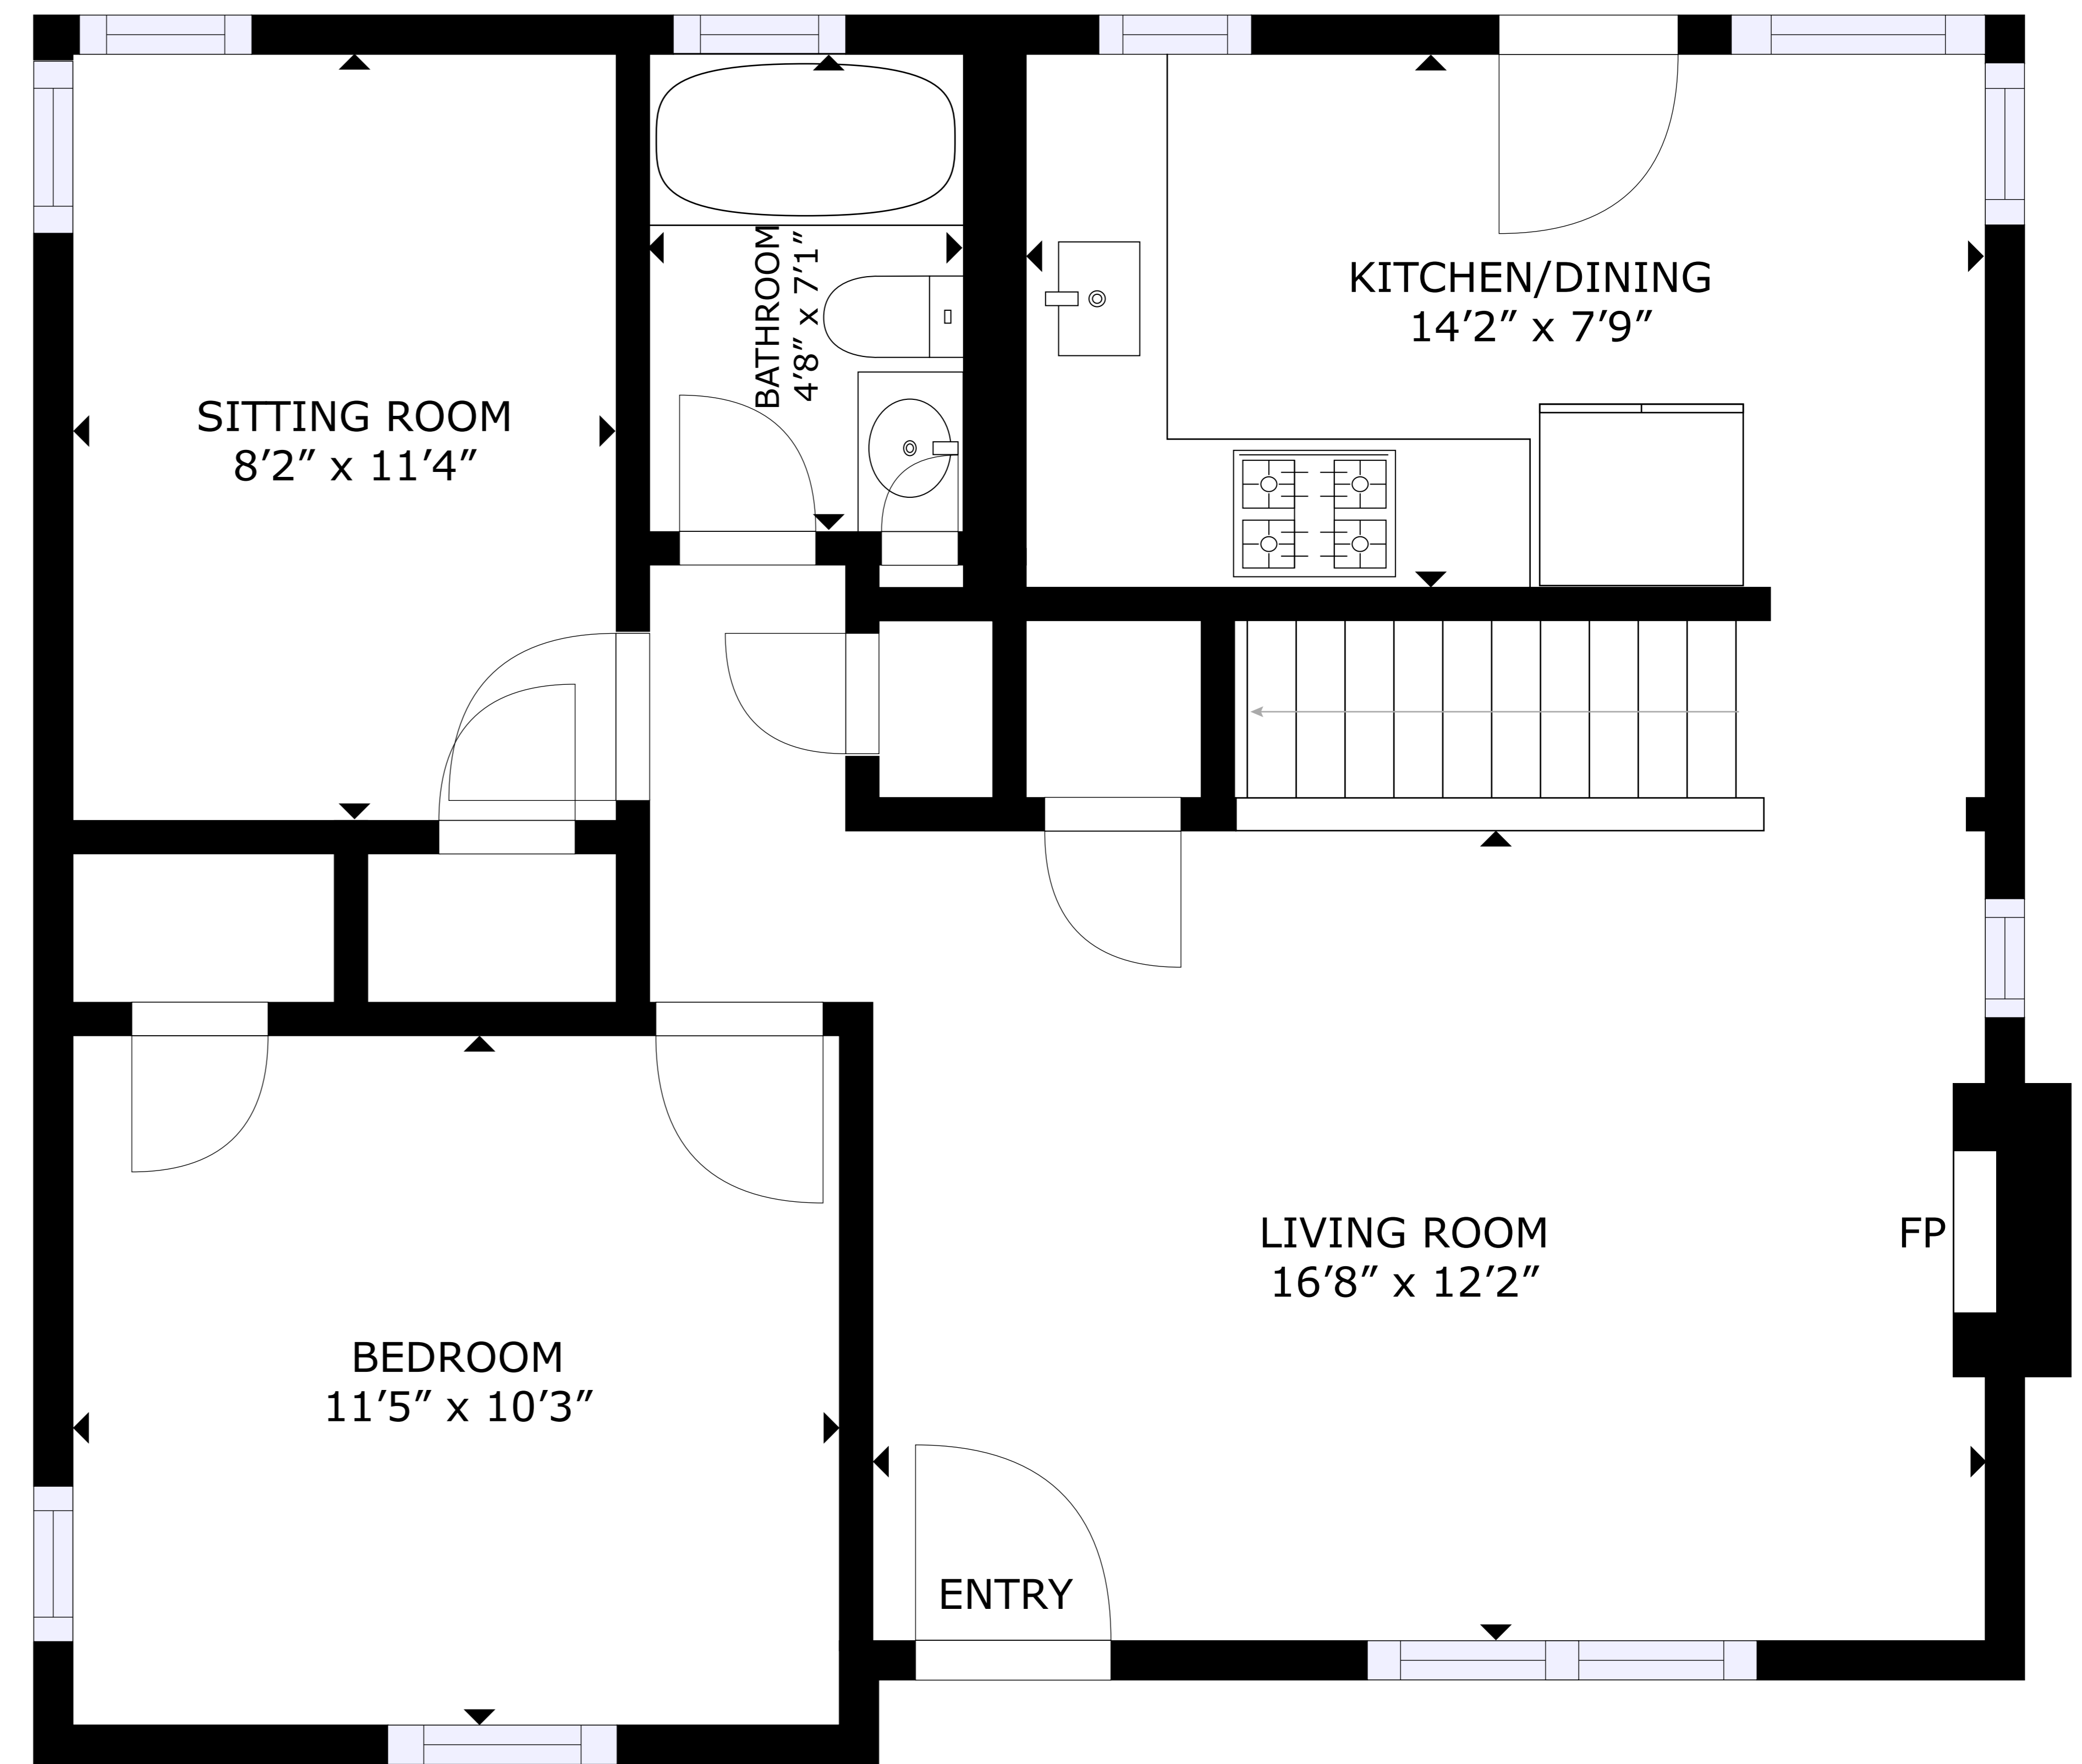 BATHROOM
4′8″ x 7′1″
KITCHEN/DINING
14′2″ x 7′9″
SITTING ROOM
8′2″ x 11′4″
LIVING ROOM
16′8″ x 12′2″
FP
BEDROOM
11′5″ x 10′3″
ENTRY